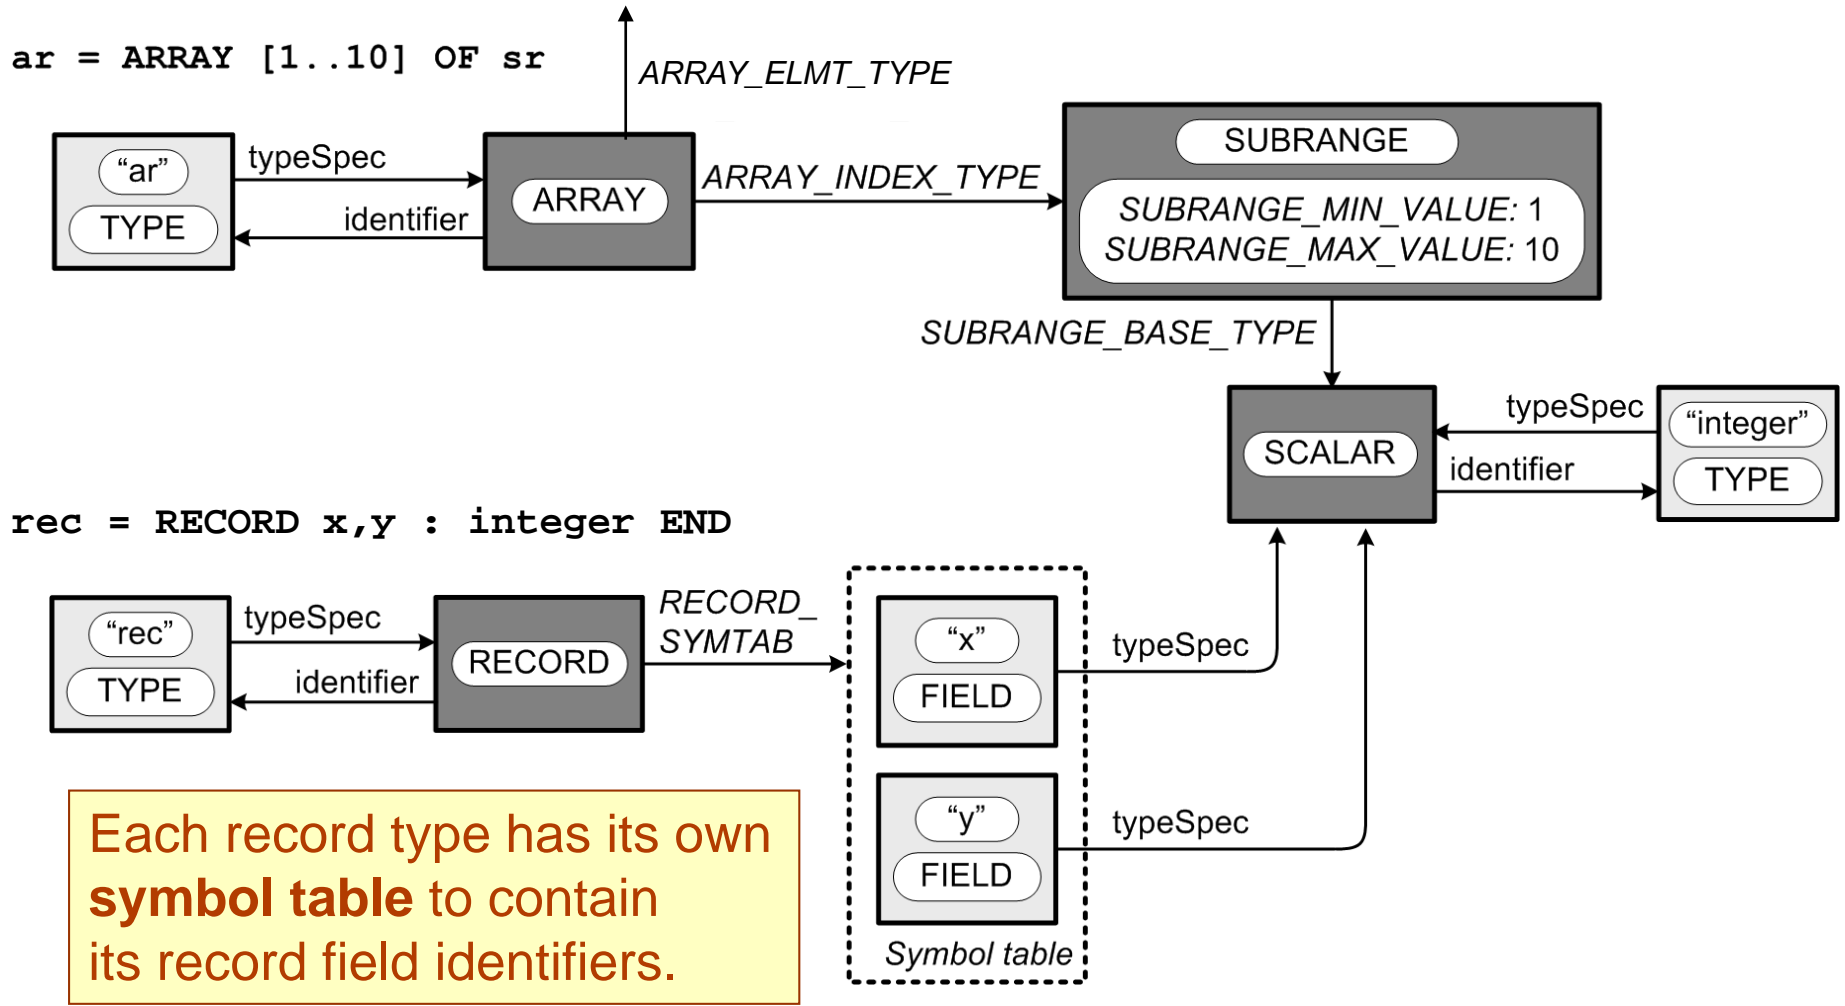 ar = ARRAY [1..10] OF sr
ARRAY_ELMT_TYPE
“ar”
TYPE
typeSpec
identifier
ARRAY
ARRAY_INDEX_TYPE
SUBRANGE
SUBRANGE_MIN_VALUE: 1
SUBRANGE_MAX_VALUE: 10
SUBRANGE_BASE_TYPE
SCALAR
typeSpec
identifier
“integer”
TYPE
rec = RECORD x,y : integer END
“rec”
TYPE
typeSpec
identifier
RECORD
RECORD_
SYMTAB
“x”
FIELD
typeSpec
“y”
FIELD
typeSpec
Symbol table
Each record type has its own
symbol table to contain
its record field identifiers.